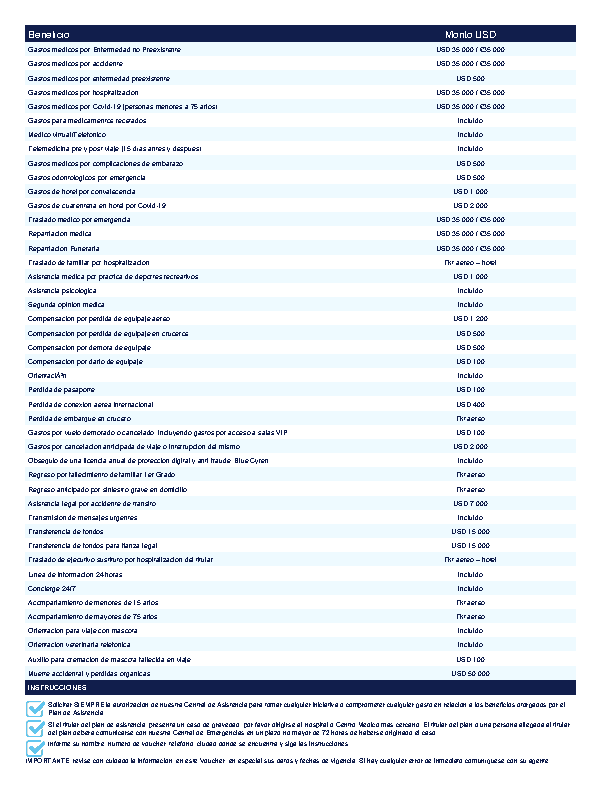 Beneficio Monto USD
Gastos medicos por Enfermedad no Preexistente USD 35 000 / €35 000
Gastos medicos por accidente USD 35 000 / €35 000
Gastos medicos por enfermedad preexistente USD 500
Gastos medicos por hospitalizacion USD 35 000 / €35 000
Gastos medicos por Covid-19 (personas menores a 75 años) USD 35 000 / €35 000
Gastos para medicamentos recetados Incluido
Medico virtual/Telefonico Incluido
Telemedicina pre y post viaje (15 dias antes y despues) Incluido
Gastos medicos por complicaciones de embarazo USD 500
Gastos odontologicos por emergencia USD 500
Gastos de hotel por convalecencia USD 1 000
Gastos de cuarentena en hotel por Covid-19 USD 2 000
Traslado medico por emergencia USD 35 000 / €35 000
Repatriacion medica USD 35 000 / €35 000
Repatriacion Funeraria USD 35 000 / €35 000
Traslado de familiar por hospitalizacion Tkt aereo – hotel
Asistencia medica por practica de deportes recreativos USD 1 000
Asistencia psicologica Incluido
Segunda opinion medica Incluido
Compensacion por perdida de equipaje aereo USD 1 200
Compensacion por perdida de equipaje en cruceros USD 500
Compensacion por demora de equipaje USD 500
Compensacion por daño de equipaje USD 100
OrientaciÃ³n Incluido
Perdida de pasaporte USD 100
Perdida de conexion aerea internacional USD 400
Perdida de embarque en crucero Tkt aereo
Gastos por vuelo demorado o cancelado incluyendo gastos por acceso a salas VIP USD 100
Gastos por cancelacion anticipada de viaje o interrupcion del mismo USD 2 000
Obsequio de una licencia anual de proteccion digital y anti fraude BlueCyren Incluido
Regreso por fallecimiento de familiar 1er Grado Tkt aereo
Regreso anticipado por siniestro grave en domicilio Tkt aereo
Asistencia legal por accidente de transito USD 7 000
Transmision de mensajes urgentes Incluido
Transferencia de fondos USD 15 000
Transferencia de fondos para fianza legal USD 15 000
Traslado de ejecutivo sustituto por hospitalizacion del titular Tkt aereo – hotel
Linea de informacion 24horas Incluido
Concierge 24/7 Incluido
Acompañamiento de menores de 15 años Tkt aereo
Acompañamiento de mayores de 75 años Tkt aereo
Orientacion para viaje con mascota Incluido
Orientacion veterinaria telefonica Incluido
Auxilio para cremacion de mascota fallecida en viaje USD 100
Muerte accidental y perdidas organicas USD 50 000
INSTRUCCIONES
Solicitar SIEMPRE la autorizacion de nuestra Central de Asistencia para tomar cualquier iniciativa o comprometer cualquier gasto en relacion a los beneficios otorgados por el
Plan de Asistencia
Si el titular del plan de asistencia presenta un caso de gravedad por favor dirigirse al hospital o Centro Medico mas cercano El titular del plan o una persona allegada al titular
del plan debera comunicarse con nuestra Central de Emergencias en un plazo no mayor de 72 horas de haberse originado el caso
Informe su nombre numero de voucher telefono ciudad donde se encuentra y siga las instrucciones
IMPORTANTE revise con cuidado la informacion en este voucher en especial sus datos y fechas de vigencia Si hay cualquier error de inmediato comuniquese con su agente